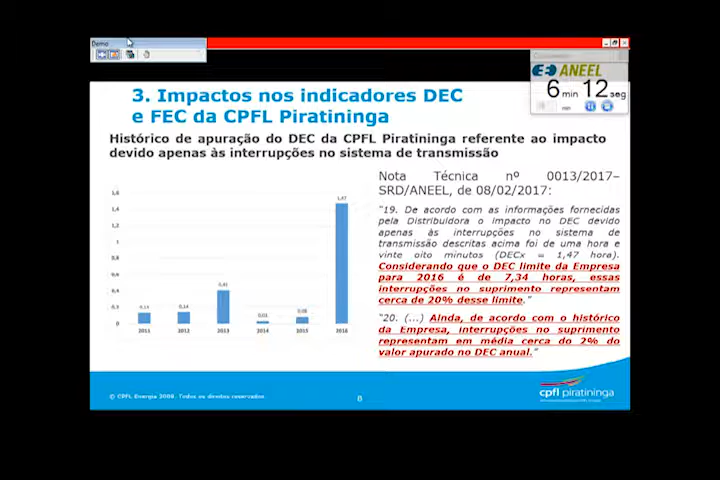 Demo
ANEEL
6 min 12 seg
3. Impactos nos indicadores DEC
e FEC da CPFL Piratininga
Histórico de apuração do DEC da CPFL Piratininga referente ao impacto
devido apenas às interrupções no sistema de transmissão
1,6
1,4
1,2
1
0,8
0,6
0,4
0
0,13
0,14
0,41
0,03
0,08
1,47
2011
2012
2013
2014
2015
2016
Nota Técnica nº 0013/2017–
SRD/ANEEL, de 08/02/2017:
“19. De acordo com as informações fornecidas
pela Distribuidora o impacto no DEC devido
apenas às interrupções no sistema de
transmissão descritas acima foi de uma hora e
vinte oito minutos (DECx = 1,47 hora).
Considerando que o DEC limite da Empresa
para 2016 é de 7,34 horas, essas
interrupções no suprimento representam
cerca de 20% desse limite.”
“20. (...) Ainda, de acordo com o histórico
da Empresa, interrupções no suprimento
representam em média cerca do 2% do
valor apurado no DEC anual.”
© CPFL Energia 2008. Todos os direitos reservados.
8
cpfl piratininga